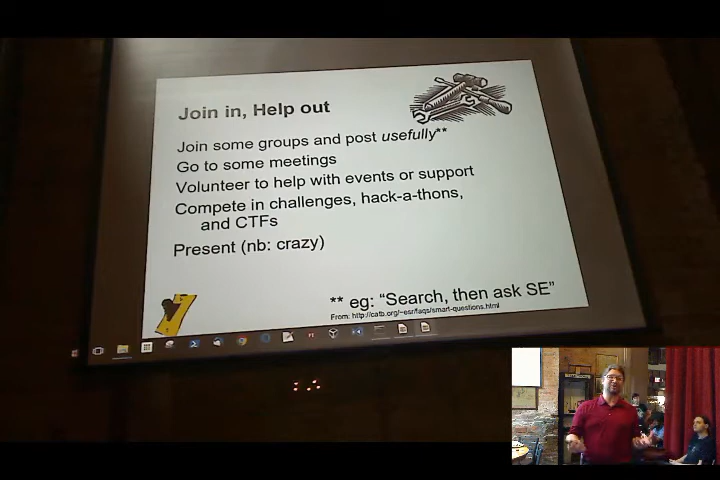 Join in, Help out
Join some groups and post usefully**
Go to some meetings
Volunteer to help with events or support
Compete in challenges, hack-a-thons,
and CTFs
Present (nb: crazy)
** eg: “Search, then ask SE”
From: http://catb.org/~esr/faqs/smart-questions.html